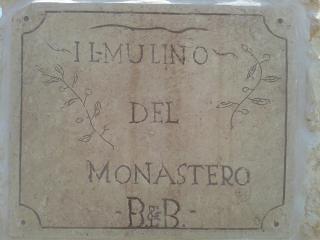 IL MULINO
DEL
MONASTERO
- B&B. -